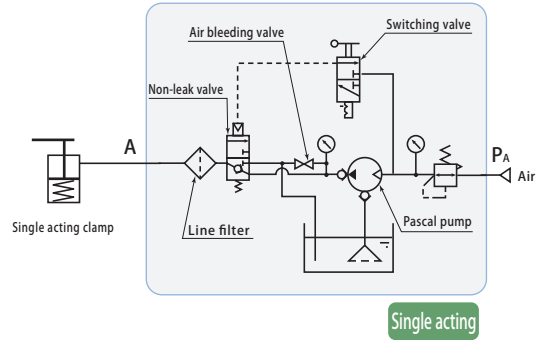 Air bleeding valve
Switching valve
Non-leak valve
A
PA
Air
Single acting clamp
Line filter
Pascal pump
Single acting